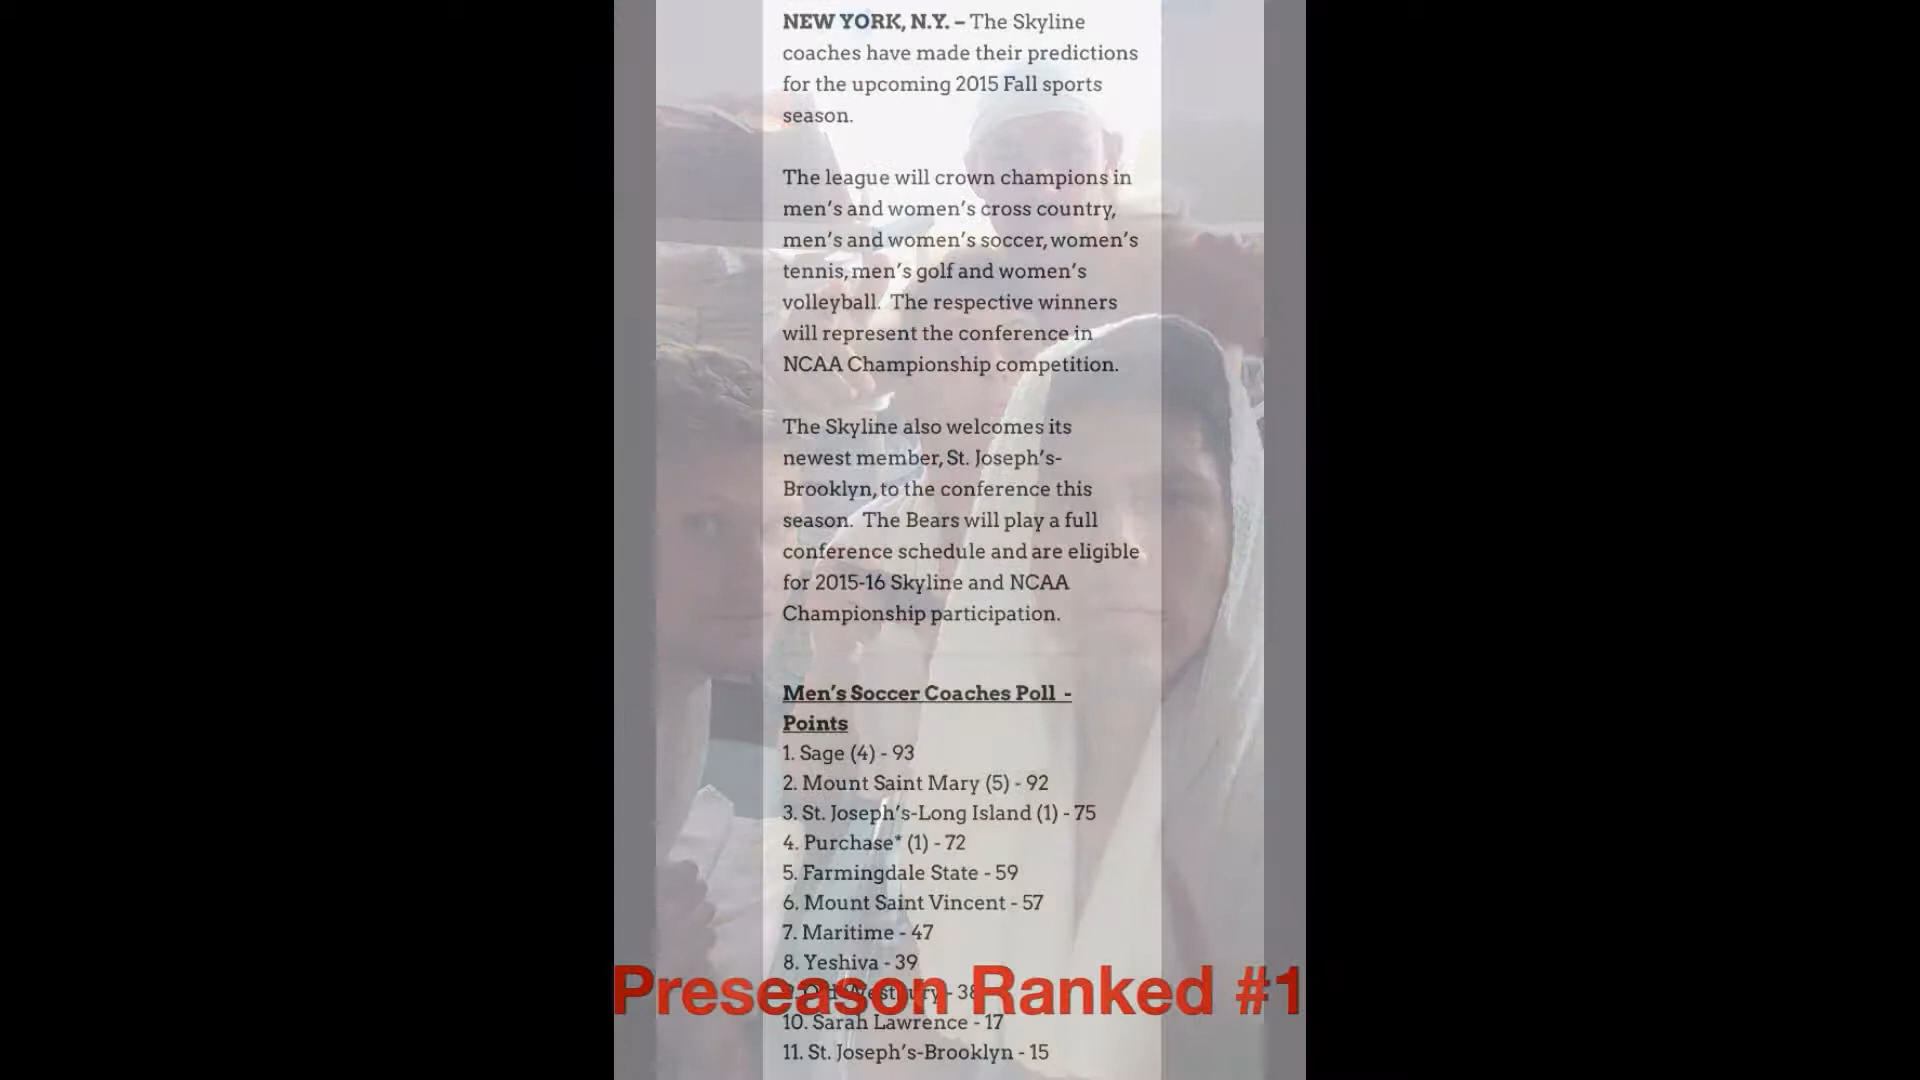 NEW YORK, N.Y. – The Skyline
coaches have made their predictions
for the upcoming 2015 Fall sports
season.
The league will crown champions in
men's and women's cross country,
men's and women's soccer, women's
tennis, men's golf and women's
volleyball.  The respective winners
will represent the conference in
NCAA Championship competition.
The Skyline also welcomes its
newest member, St. Joseph's-
Brooklyn, to the conference this
season.  The Bears will play a full
conference schedule and are eligible
for 2015-16 Skyline and NCAA
Championship participation.
Men's Soccer Coaches Poll  -
Points
1. Sage (4) - 93
2. Mount Saint Mary (5) - 92
3. St. Joseph's-Long Island (1) - 75
4. Purchase* (1) - 72
5. Farmingdale State - 59
6. Mount Saint Vincent - 57
7. Maritime - 47
8. Yeshiva - 39
9. Old Westbury - 38
Preseason Ranked #1
10. Sarah Lawrence - 17
11. St. Joseph's-Brooklyn - 15